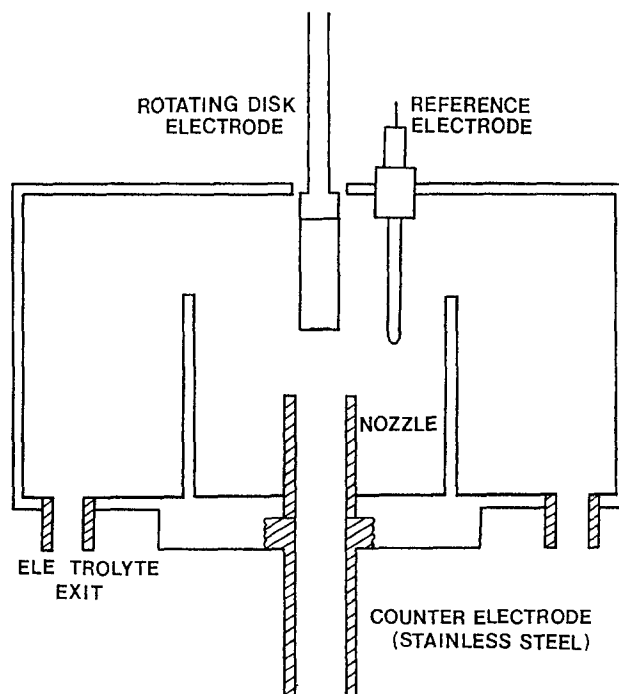 ROTATING DISK
ELECTRODE
REFERENCE
ELECTRODE
NOZZLE
ELE TROLYTE
EXIT
COUNTER ELECTRODE
(STAINLESS STEEL)